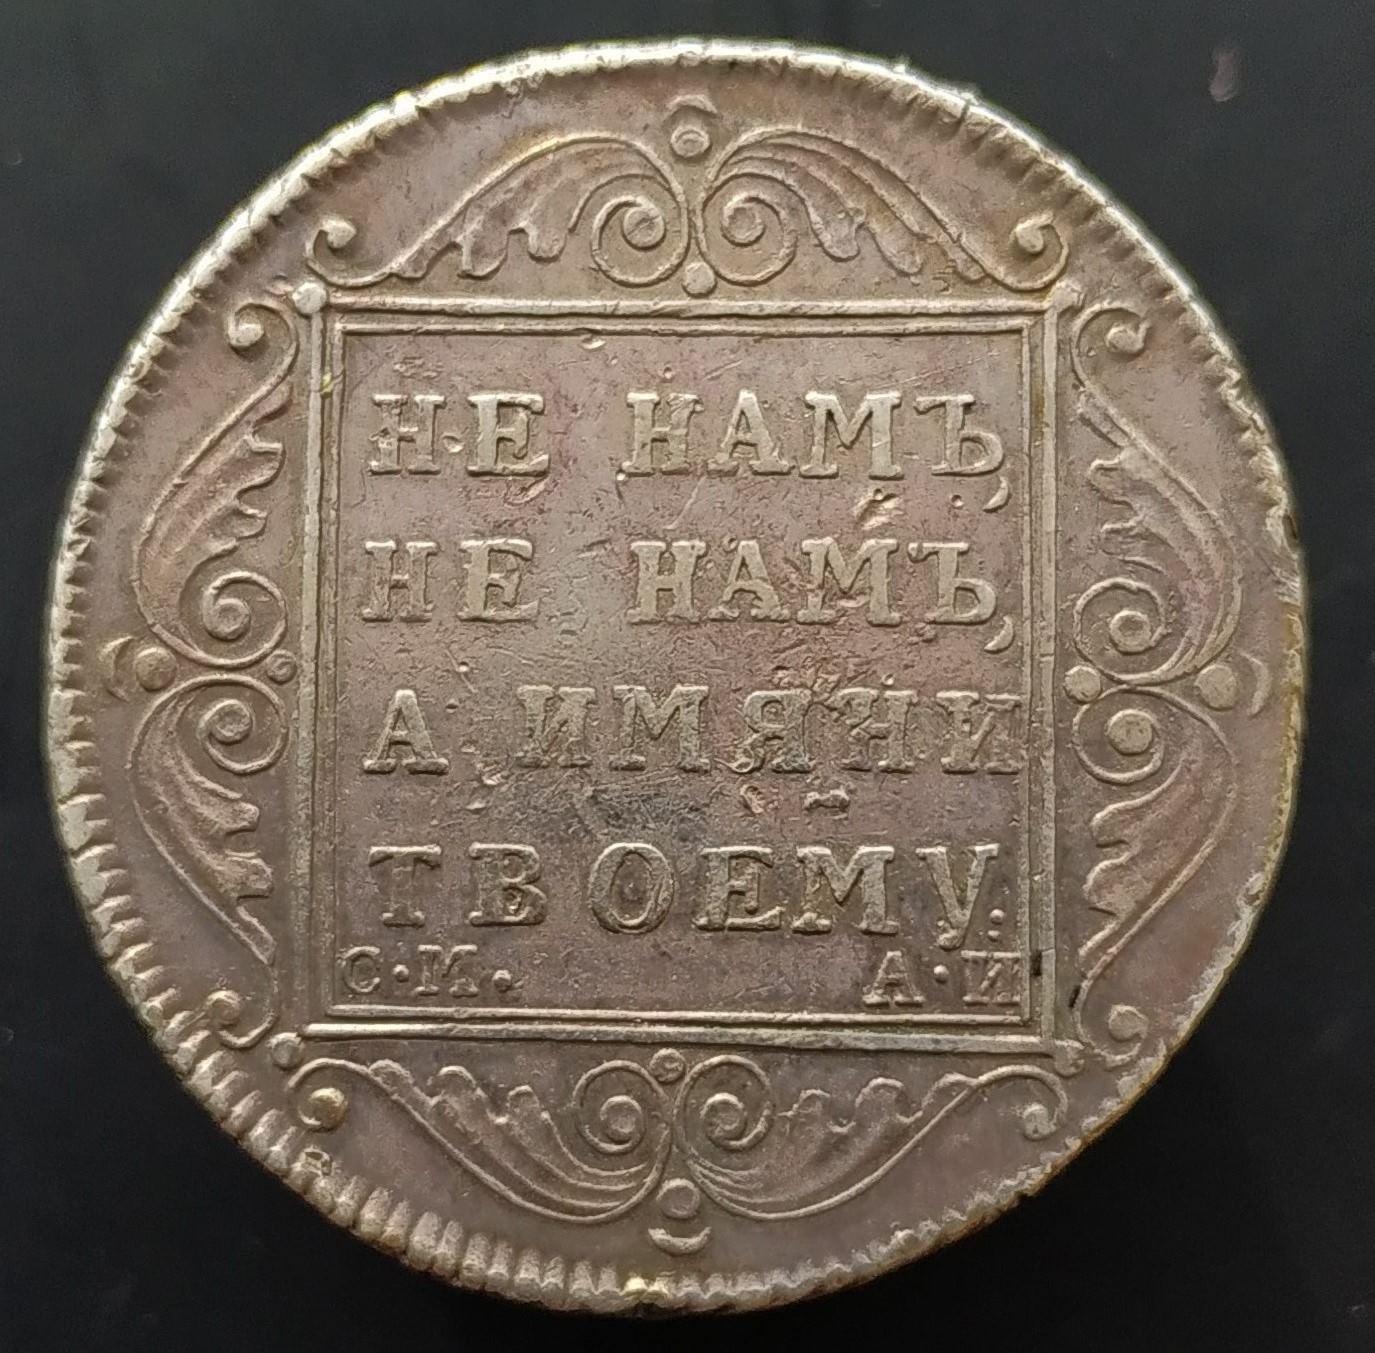 НЕ НАМЪ,
НЕ НАМЪ,
А ИМЯНИ
ТВОЕМУ.
С·М· А·И